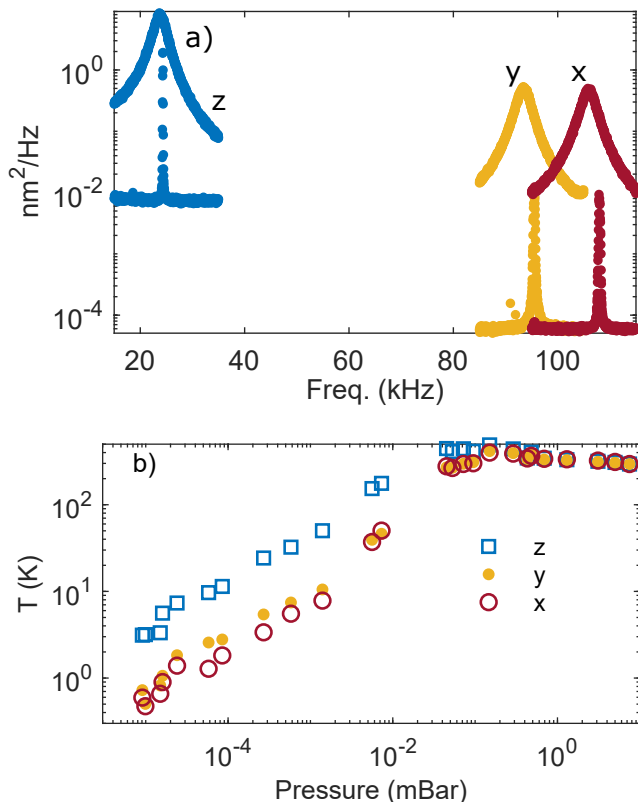 a)
z
y
x
10^0
10^-2
10^-4
nm^2/Hz
20
40
60
80
100
Freq. (kHz)
b)
10^2
10^1
10^0
T (K)
z
y
x
10^-4
10^-2
10^0
Pressure (mBar)